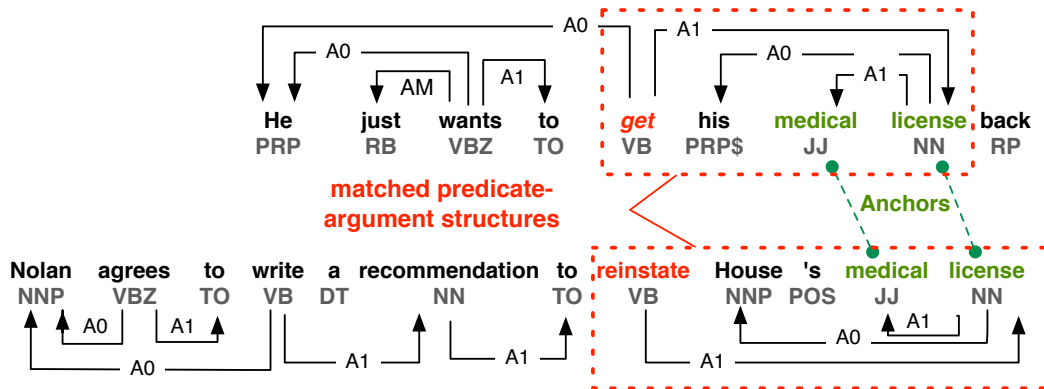 A0 A1
A0 A0
AM A1 A1
He just wants to get his medical license back
PRP RB VBZ TO VB PRP$ JJ NN RP
matched predicate-
argument structures
Anchors
Nolan agrees to write a recommendation to reinstate House 's medical license
NNP VBZ TO VB DT NN TO VB NNP POS JJ NN
A0 A1 A1
A0
A0 A1 A1 A1